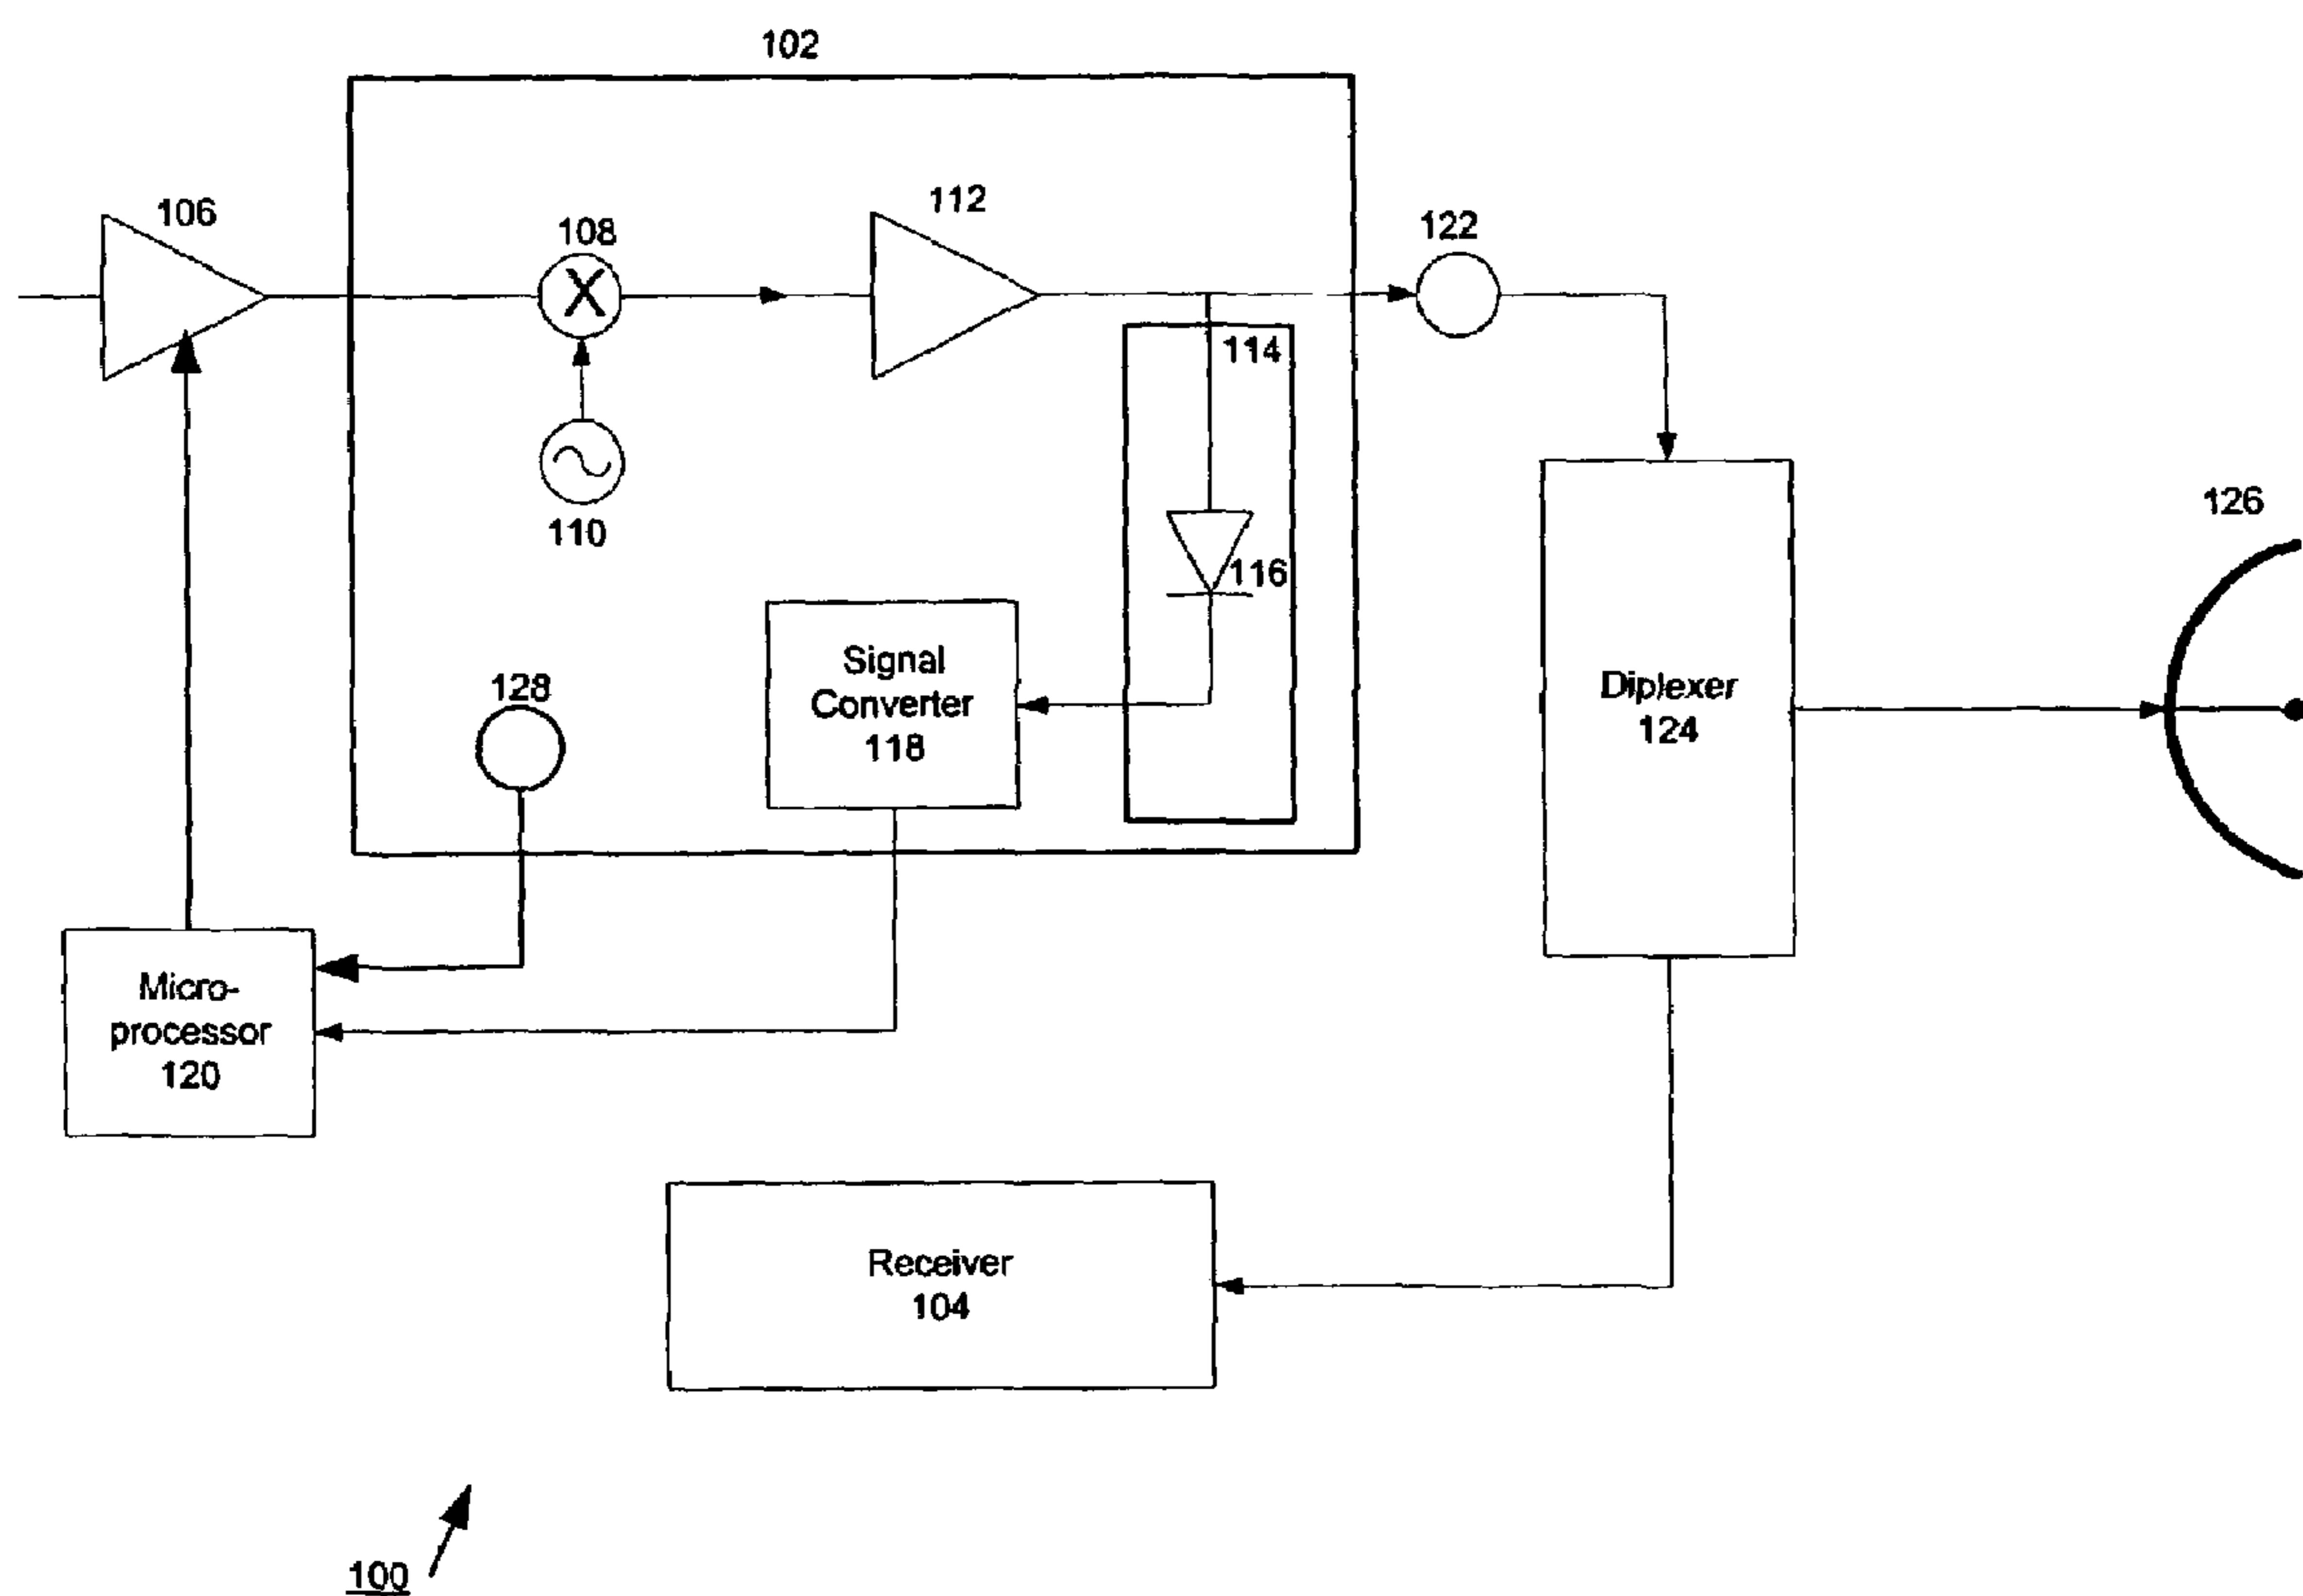 102
106
108
112
122
114
110
126
116
Signal
Converter
118
128
Diplexer
124
Micro-
processor
120
Receiver
104
100
X